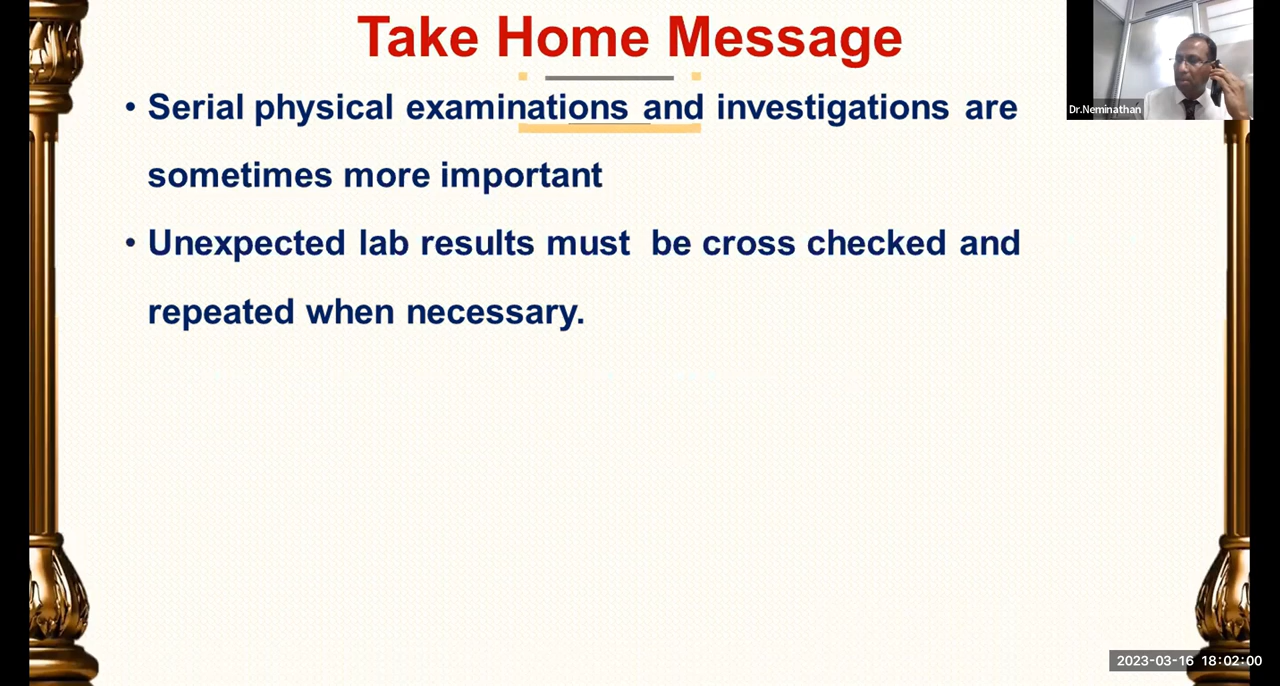 Take Home Message
• Serial physical examinations and investigations are
sometimes more important
• Unexpected lab results must be cross checked and
repeated when necessary.
Dr.Neminathan
2023-03-16 18:02:00